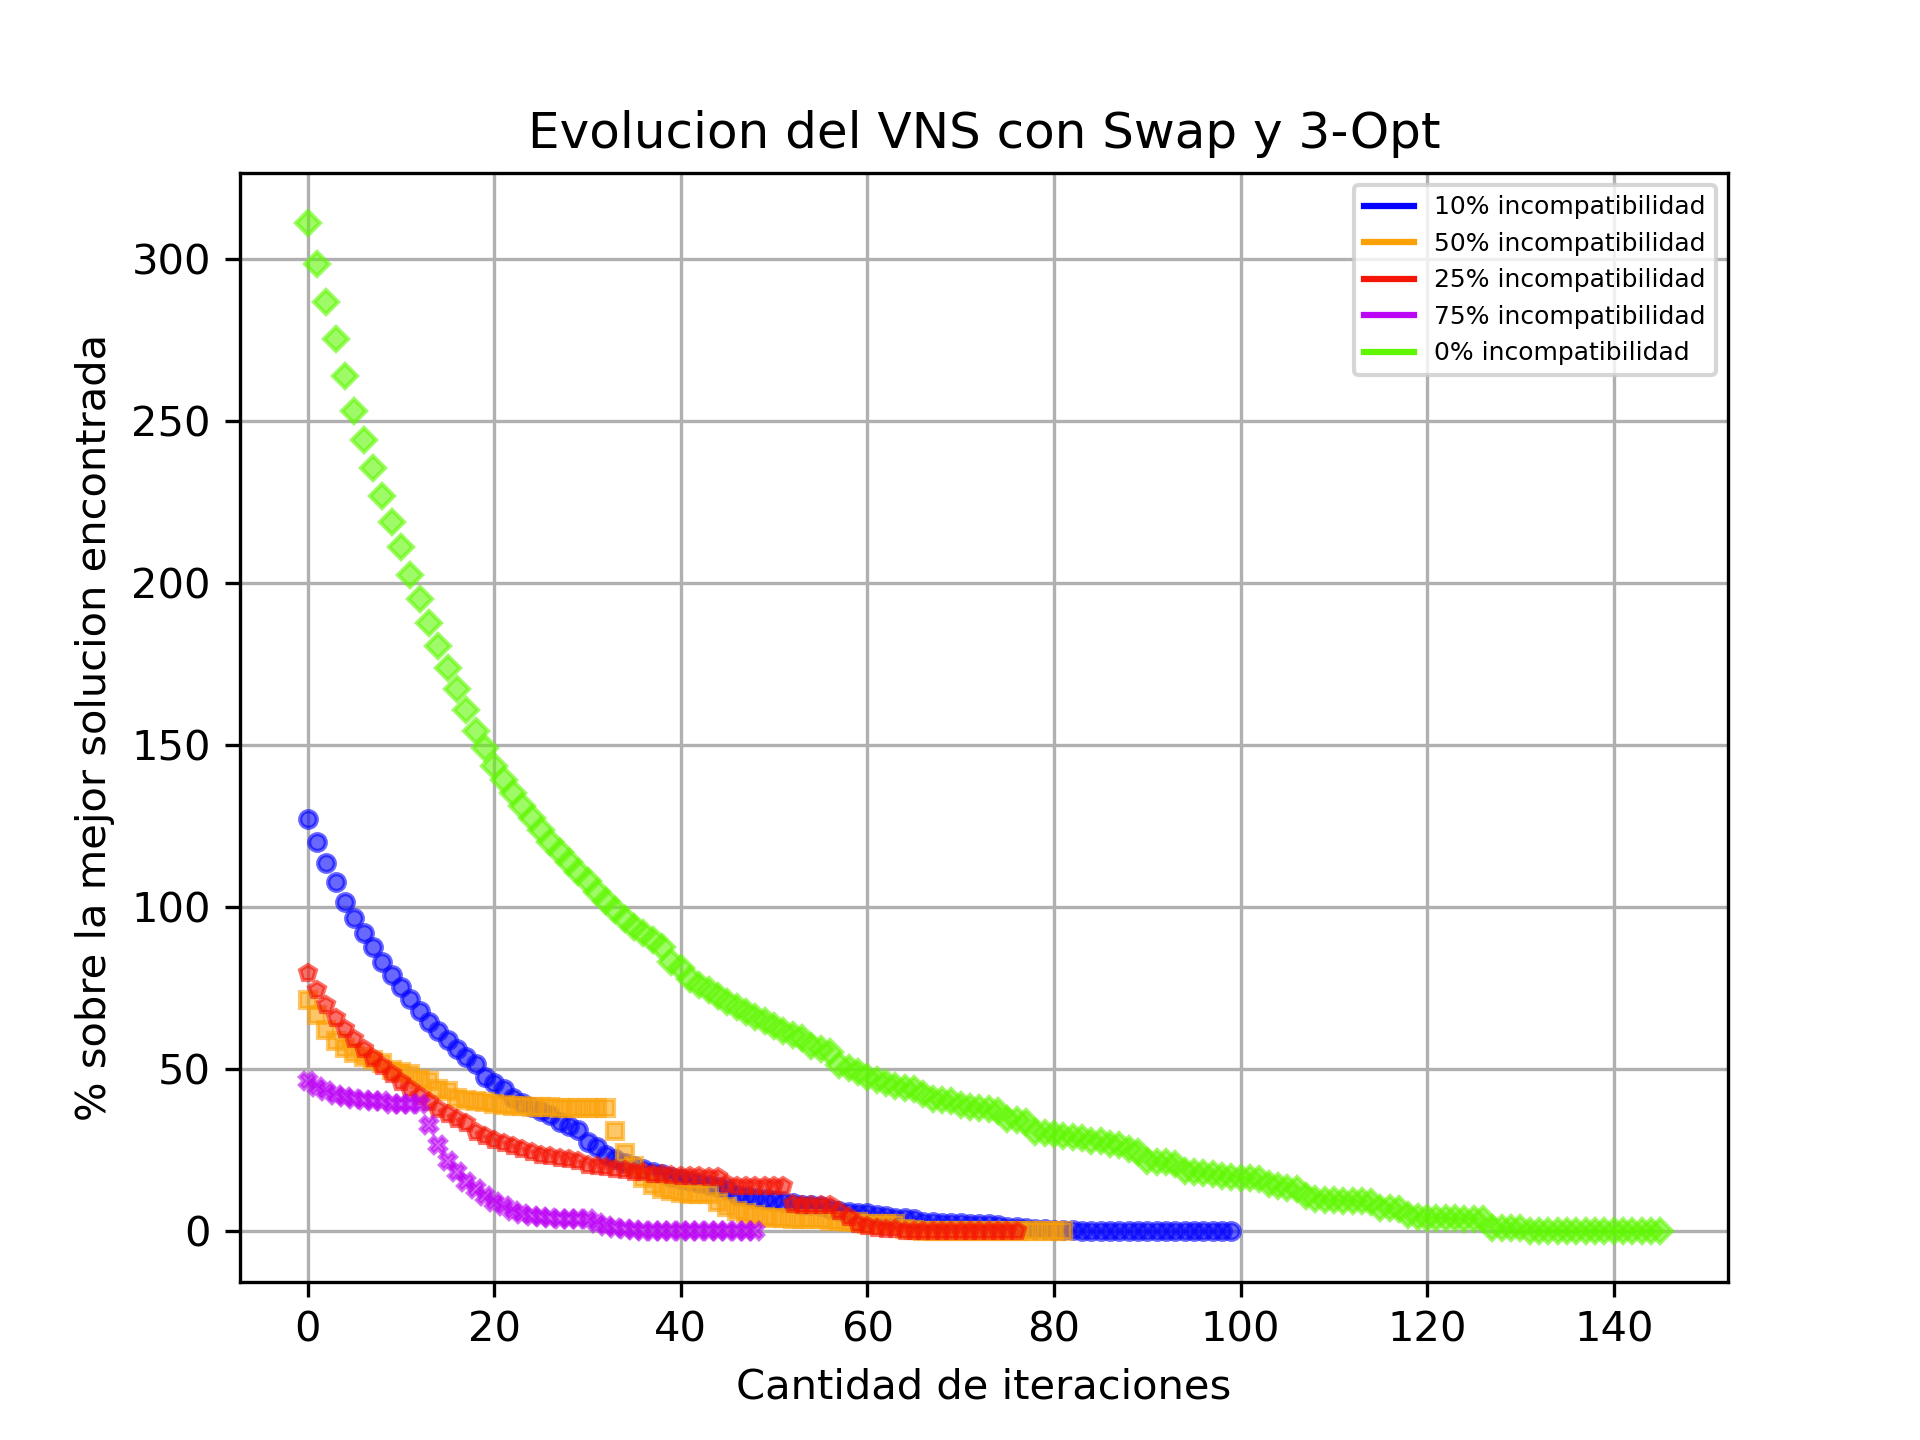 Evolucion del VNS con Swap y 3-Opt
10% incompatibilidad
50% incompatibilidad
25% incompatibilidad
75% incompatibilidad
0% incompatibilidad
% sobre la mejor solucion encontrada
300
250
200
150
100
50
0
0 20 40 60 80 100 120 140
Cantidad de iteraciones